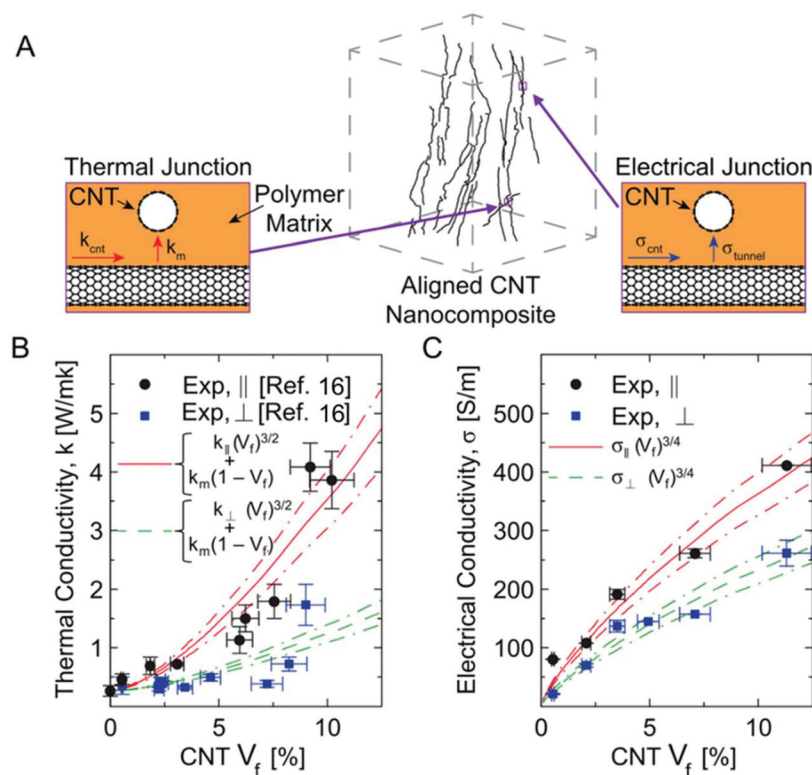 A
Thermal Junction
CNT
Polymer
Matrix
k_cnt
k_m
Electrical Junction
CNT
σ_cnt
σ_tunnel
Aligned CNT
Nanocomposite
B
Thermal Conductivity, k [W/mk]
5
4
3
2
1
Exp, || [Ref. 16]
Exp, ⊥ [Ref. 16]
k_|| (V_f)^3/2
+
k_m(1 − V_f)
k_⊥ (V_f)^3/2
+
k_m(1 − V_f)
0
5
10
CNT V_f [%]
C
Electrical Conductivity, σ [S/m]
500
400
300
200
100
Exp, ||
Exp, ⊥
σ_|| (V_f)^3/4
σ_⊥ (V_f)^3/4
0
5
10
CNT V_f [%]